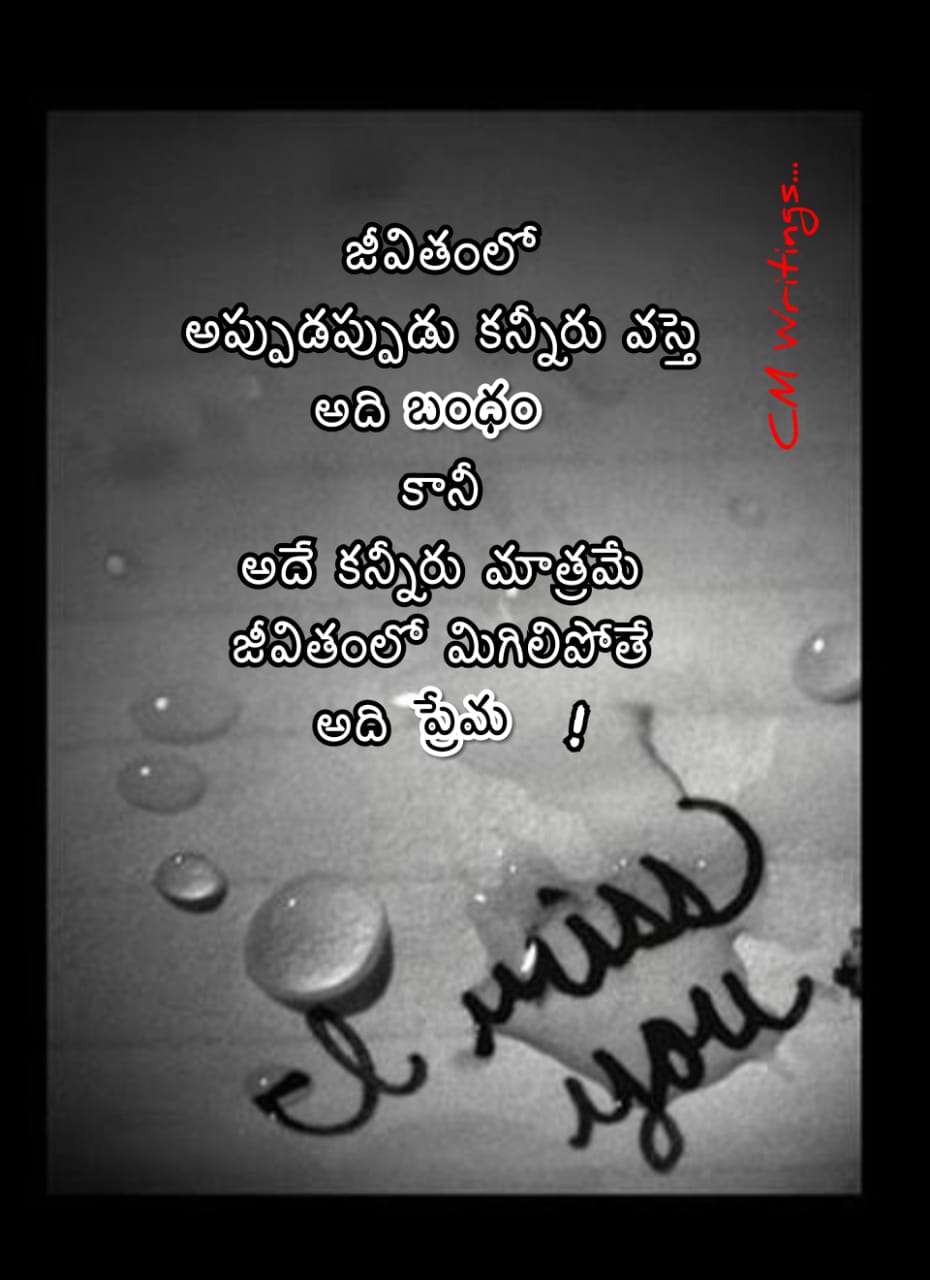 జీవితంలో
అప్పుడప్పుడు కన్నీరు వస్తె
అది బంధం
కానీ
అదే కన్నీరు మాత్రమే
జీవితంలో మిగిలిపోతే
అది ప్రేమ !
CM Writings...
I miss
you